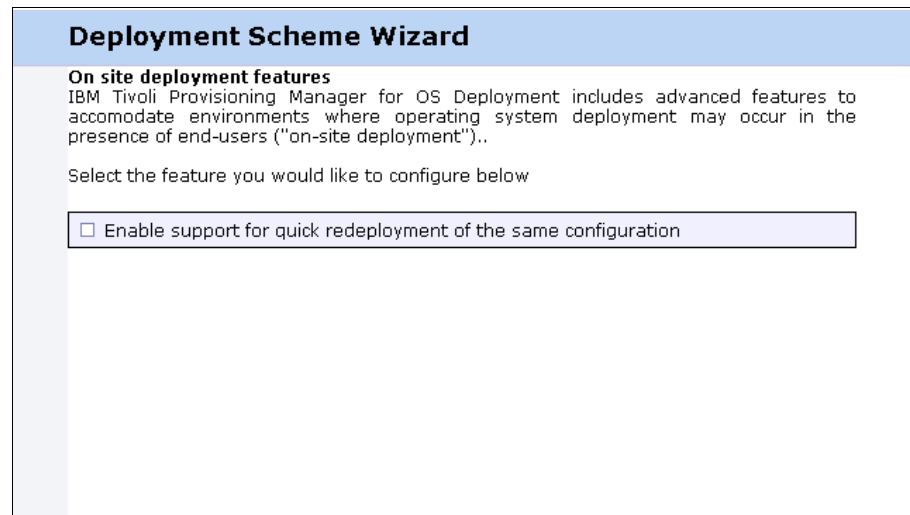 Deployment Scheme Wizard
On site deployment features
IBM Tivoli Provisioning Manager for OS Deployment includes advanced features to
accomodate environments where operating system deployment may occur in the
presence of end-users ("on-site deployment")..
Select the feature you would like to configure below
Enable support for quick redeployment of the same configuration